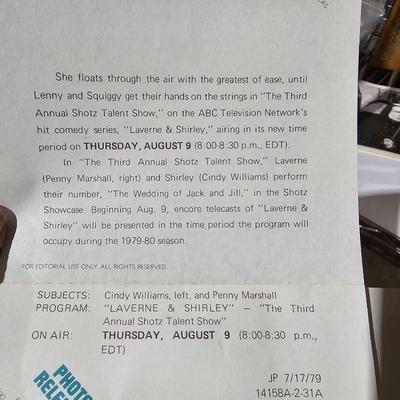 She floats through the air with the greatest of ease, until
Lenny and Squiggy get their hands on the strings in "The Third
Annual Shotz Talent Show," on the ABC Television Network's
hit comedy series, "Laverne & Shirley," airing in its new time
period on THURSDAY, AUGUST 9 (8:00-8:30 p.m., EDT).
In "The Third Annual Shotz Talent Show," Laverne
(Penny Marshall, right) and Shirley (Cindy Williams) perform
their number, "The Wedding of Jack and Jill," in the Shotz
Showcase. Beginning Aug. 9, encore telecasts of "Laverne &
Shirley" will be presented in the time period the program will
occupy during the 1979-80 season.
FOR EDITORIAL USE ONLY. ALL RIGHTS RESERVED.
SUBJECTS: Cindy Williams, left, and Penny Marshall
PROGRAM: "LAVERNE & SHIRLEY" – "The Third
Annual Shotz Talent Show"
ON AIR: THURSDAY, AUGUST 9 (8:00-8:30 p.m.,
EDT)
JP 7/17/79
14158A-2-31A
PHOTO